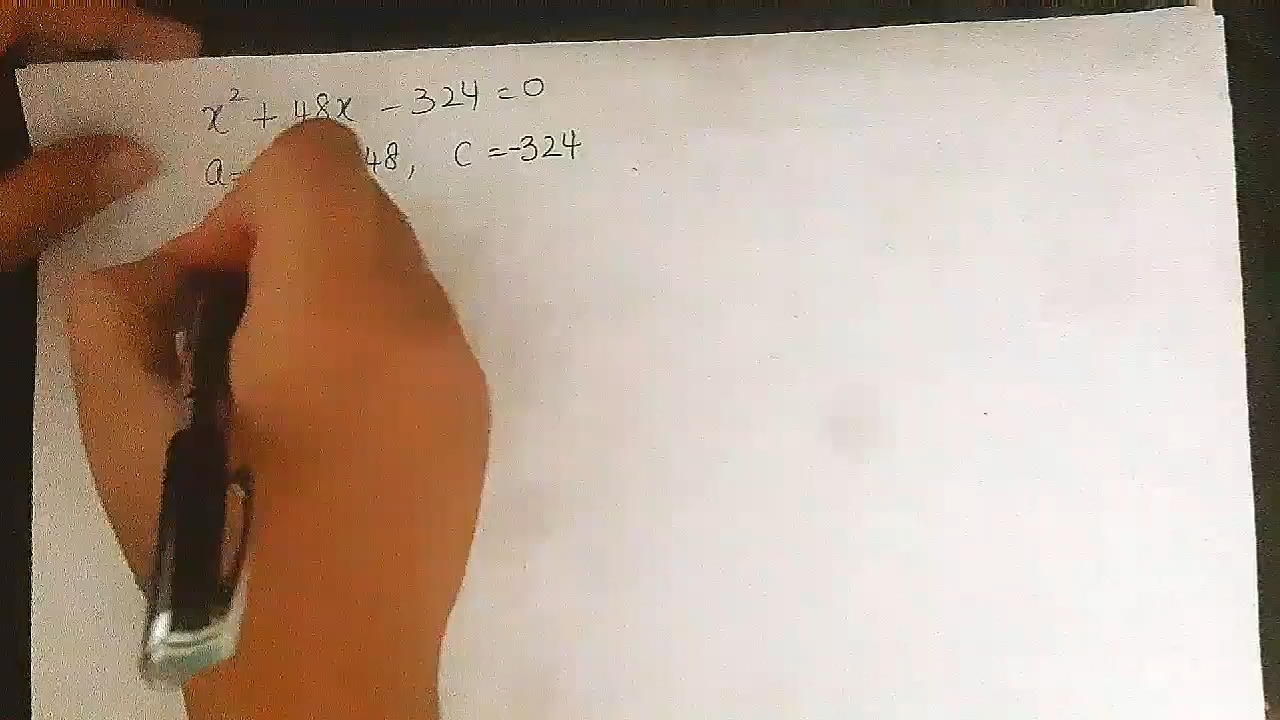 x² + 48x - 324 = 0
a= 48, C = -324